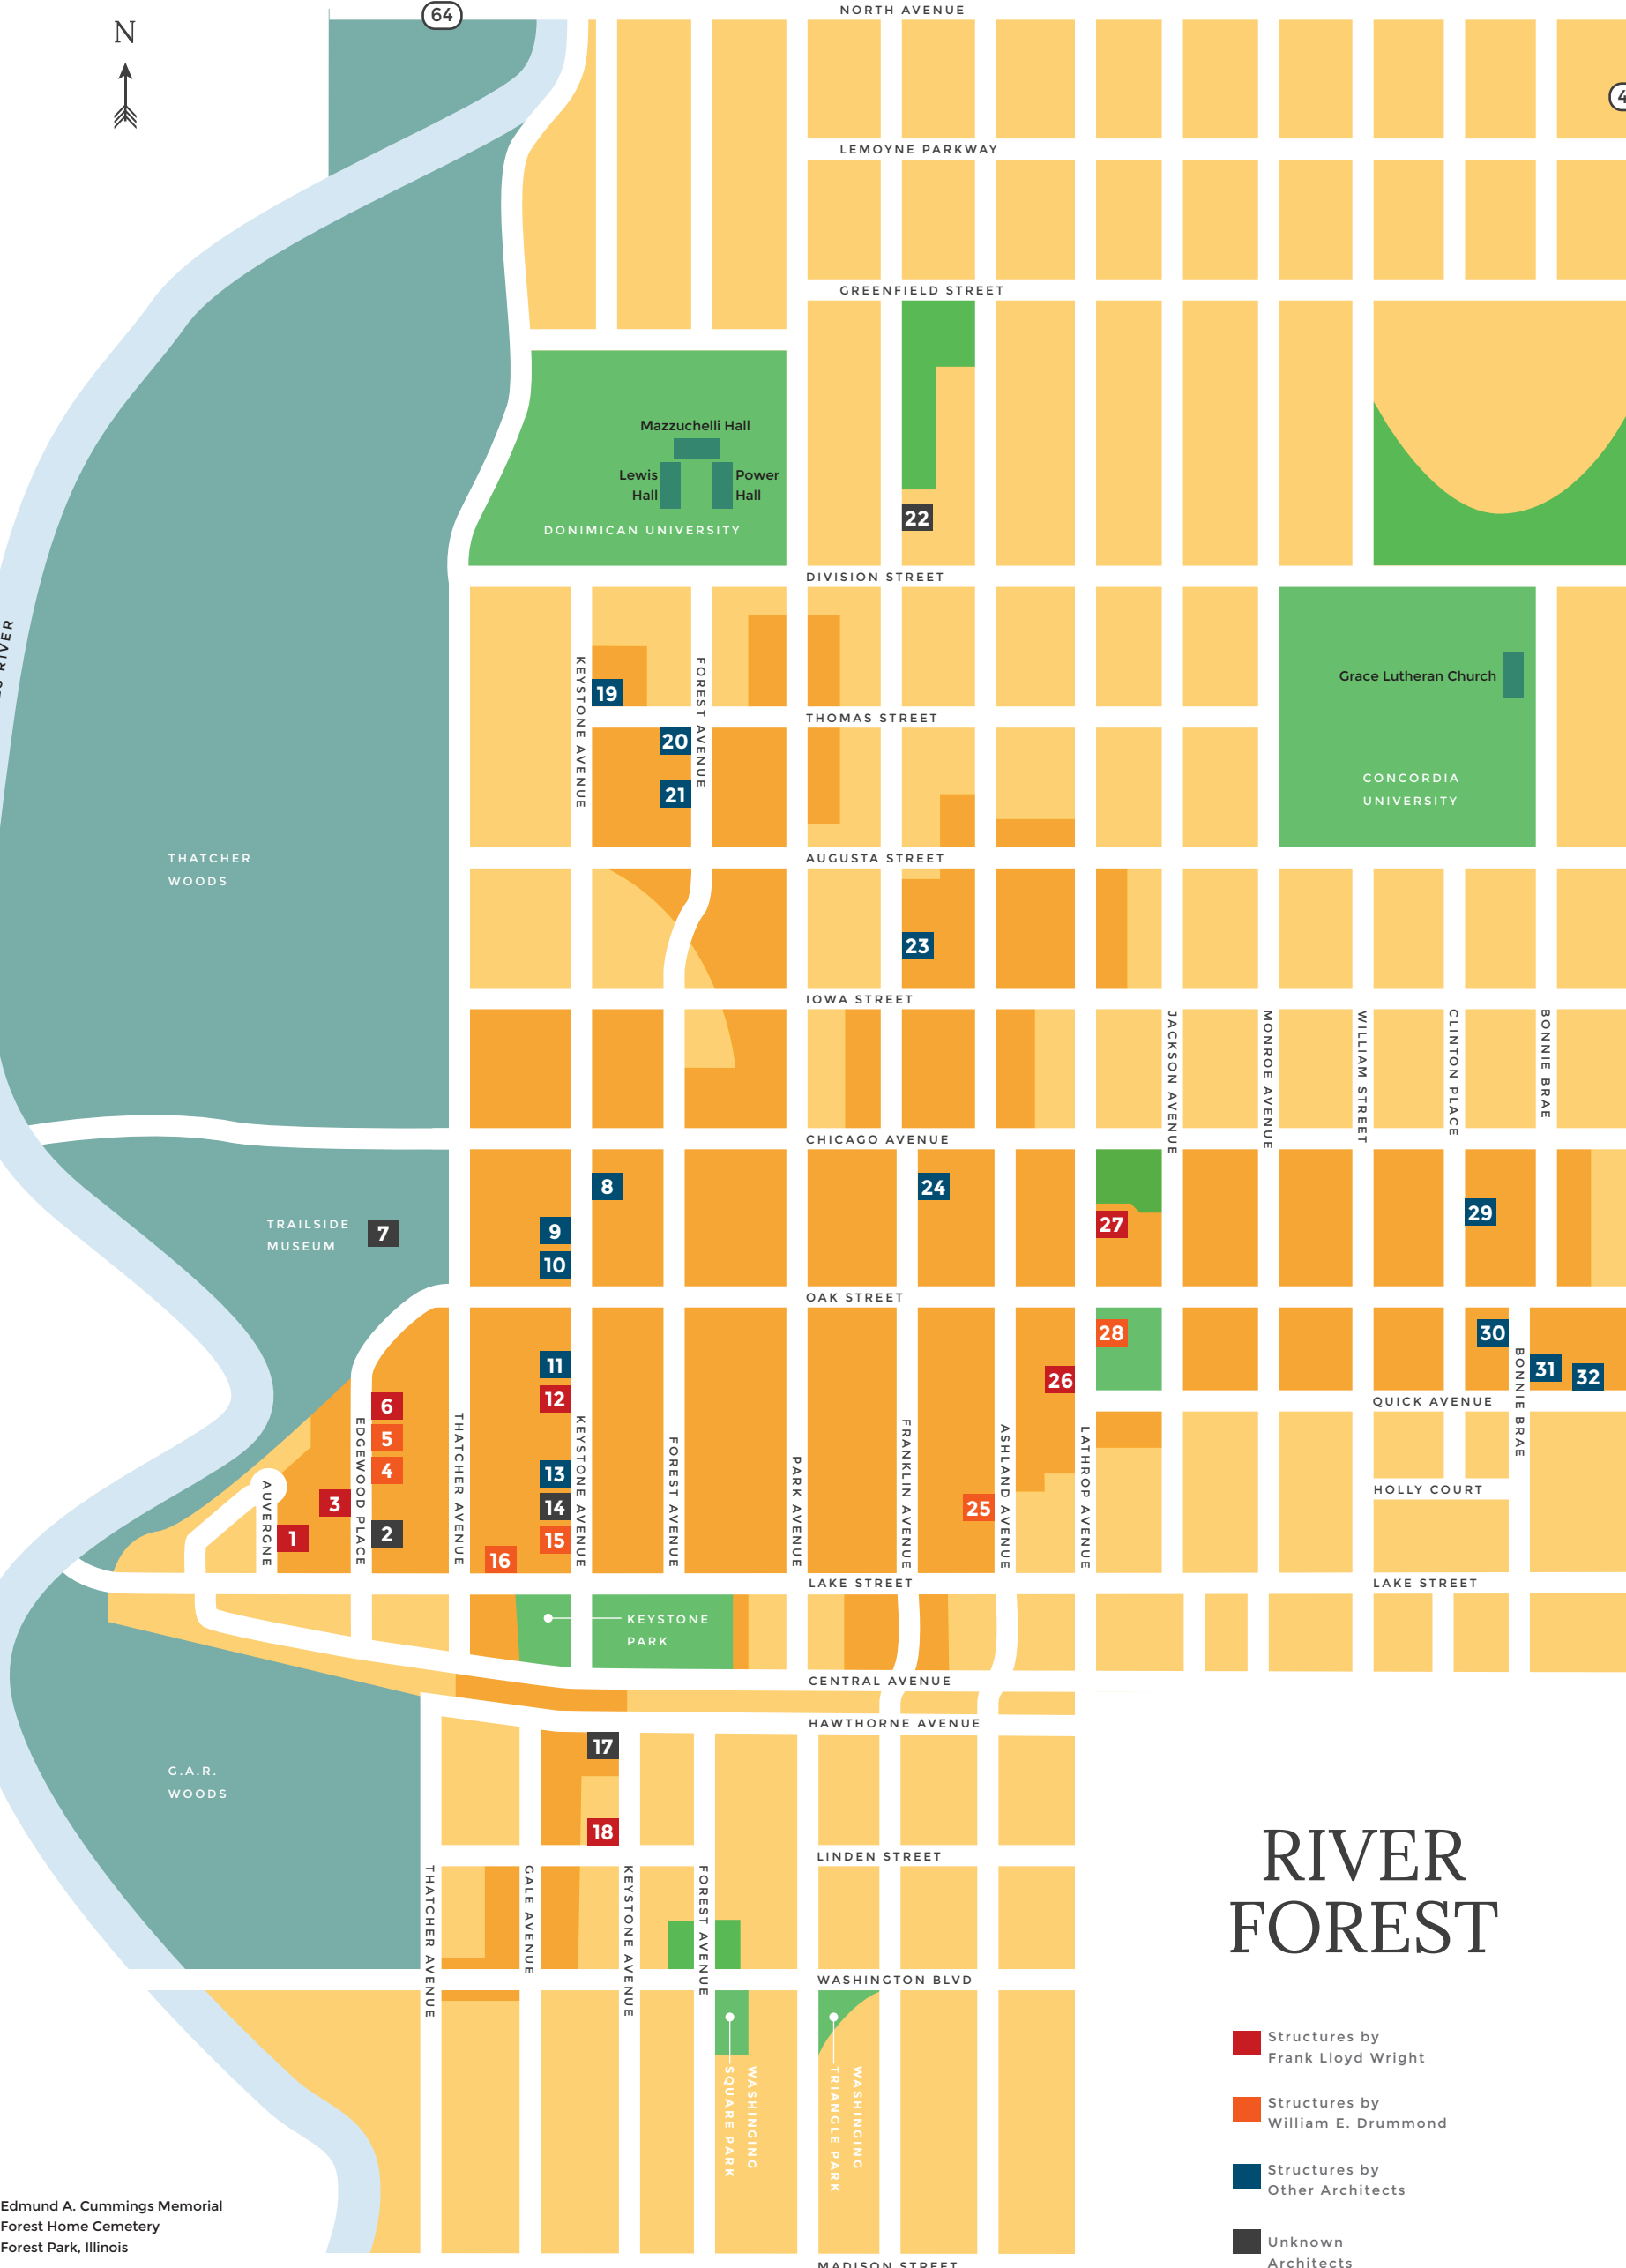 64
NORTH AVENUE
N
4
LEMOYNE PARKWAY
GREENFIELD STREET
Mazzuchelli Hall
Lewis
Hall
Power
Hall
DONIMICAN UNIVERSITY
22
DIVISION STREET
RIVER
KEYSTONE AVENUE
FOREST AVENUE
19
Grace Lutheran Church
THOMAS STREET
20
21
CONCORDIA
UNIVERSITY
THATCHER
WOODS
AUGUSTA STREET
23
IOWA STREET
JACKSON AVENUE
MONROE AVENUE
WILLIAM STREET
CLINTON PLACE
BONNIE BRAE
CHICAGO AVENUE
8
24
TRAILSIDE
MUSEUM
7
9
10
27
29
OAK STREET
28
30
31
32
11
12
26
6
5
4
3
2
1
QUICK AVENUE
BONNIE BRAE
AUVERGNE
EDGEWOOD PLACE
THATCHER AVENUE
KEYSTONE AVENUE
FOREST AVENUE
PARK AVENUE
FRANKLIN AVENUE
ASHLAND AVENUE
LATHROP AVENUE
13
14
15
16
25
HOLLY COURT
LAKE STREET
LAKE STREET
KEYSTONE
PARK
CENTRAL AVENUE
HAWTHORNE AVENUE
17
G.A.R.
WOODS
18
LINDEN STREET
THATCHER AVENUE
GALE AVENUE
KEYSTONE AVENUE
FOREST AVENUE
WASHINGTON BLVD
WASHINGING
SQUARE PARK
WASHINGING
TRIANGLE PARK
RIVER
FOREST
Structures by
Frank Lloyd Wright
Structures by
William E. Drummond
Structures by
Other Architects
Unknown
Architects
Edmund A. Cummings Memorial
Forest Home Cemetery
Forest Park, Illinois
MADISON STREET